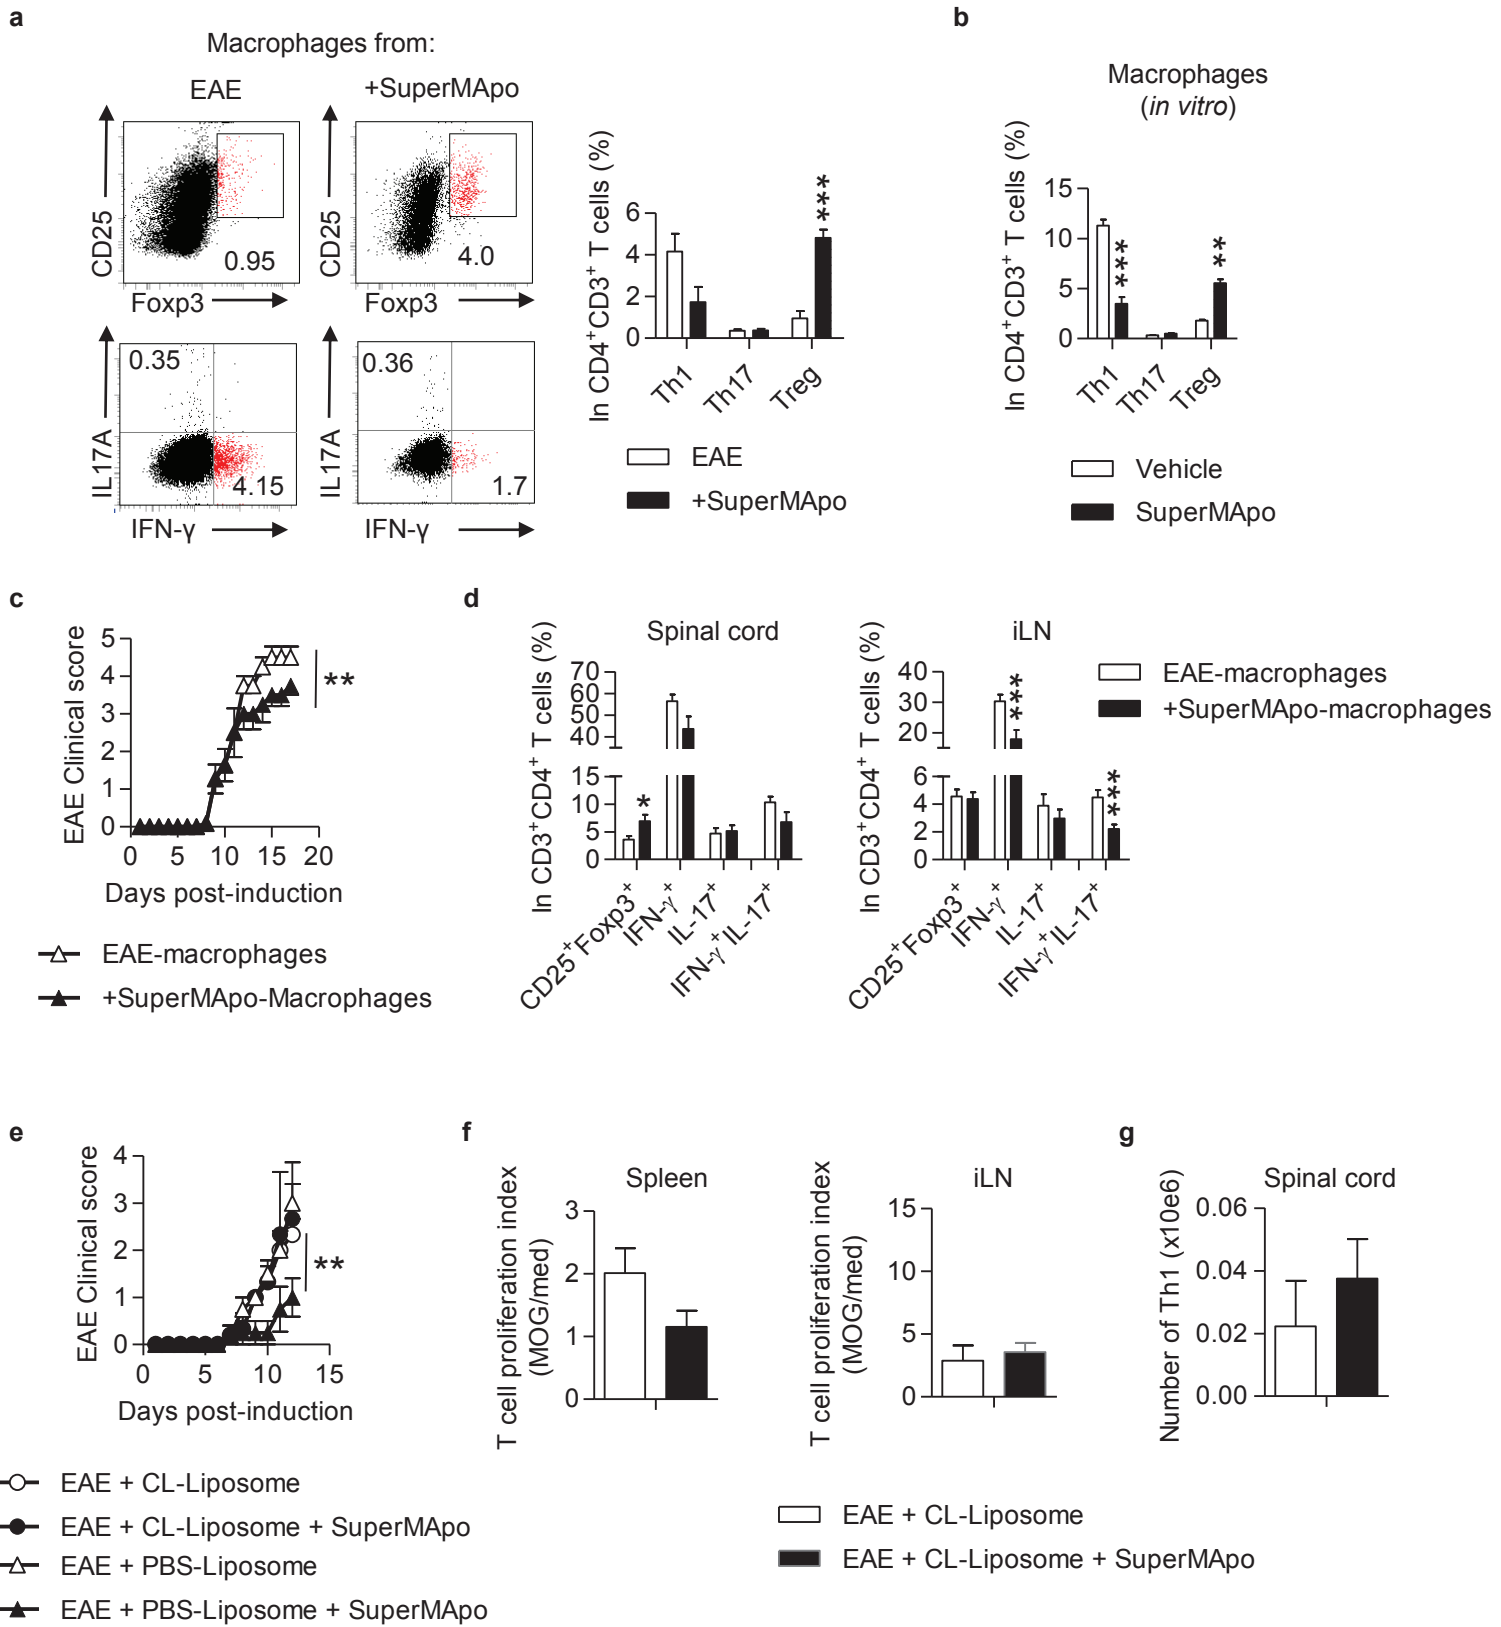 a
Macrophages from:
EAE
+SuperMApo
CD25
0.95
Foxp3
CD25
4.0
Foxp3
IL17A
0.35
4.15
IFN-γ
IL17A
0.36
1.7
IFN-γ
In CD4+CD3+ T cells (%)
6
4
2
0
***
Th1
Th17
Treg
EAE
+SuperMApo
b
Macrophages
(in vitro)
In CD4+CD3+ T cells (%)
15
10
5
0
***
**
Th1
Th17
Treg
Vehicle
SuperMApo
c
EAE Clinical score
5
4
3
2
1
0
**
0 5 10 15 20
Days post-induction
EAE-macrophages
+SuperMApo-Macrophages
d
Spinal cord
In CD3+CD4+ T cells (%)
70
60
50
40
15
10
5
0
*
CD25+Foxp3+
IFN-γ+
IL-17+
IFN-γ+IL-17+
iLN
In CD3+CD4+ T cells (%)
40
30
20
6
4
2
0
***
***
CD25+Foxp3+
IFN-γ+
IL-17+
IFN-γ+IL-17+
EAE-macrophages
+SuperMApo-macrophages
e
EAE Clinical score
4
3
2
1
0
**
0 5 10 15
Days post-induction
EAE + CL-Liposome
EAE + CL-Liposome + SuperMApo
EAE + PBS-Liposome
EAE + PBS-Liposome + SuperMApo
f
Spleen
T cell proliferation index
(MOG/med)
3
2
1
0
iLN
T cell proliferation index
(MOG/med)
15
10
5
0
g
Spinal cord
Number of Th1 (x10e6)
0.06
0.04
0.02
0.00
EAE + CL-Liposome
EAE + CL-Liposome + SuperMApo